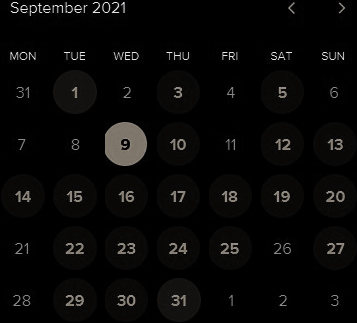 September 2021
MON TUE WED THU FRI SAT SUN
31 1 2 3 4 5 6
7 8 9 10 11 12 13
14 15 16 17 18 19 20
21 22 23 24 25 26 27
28 29 30 31 1 2 3